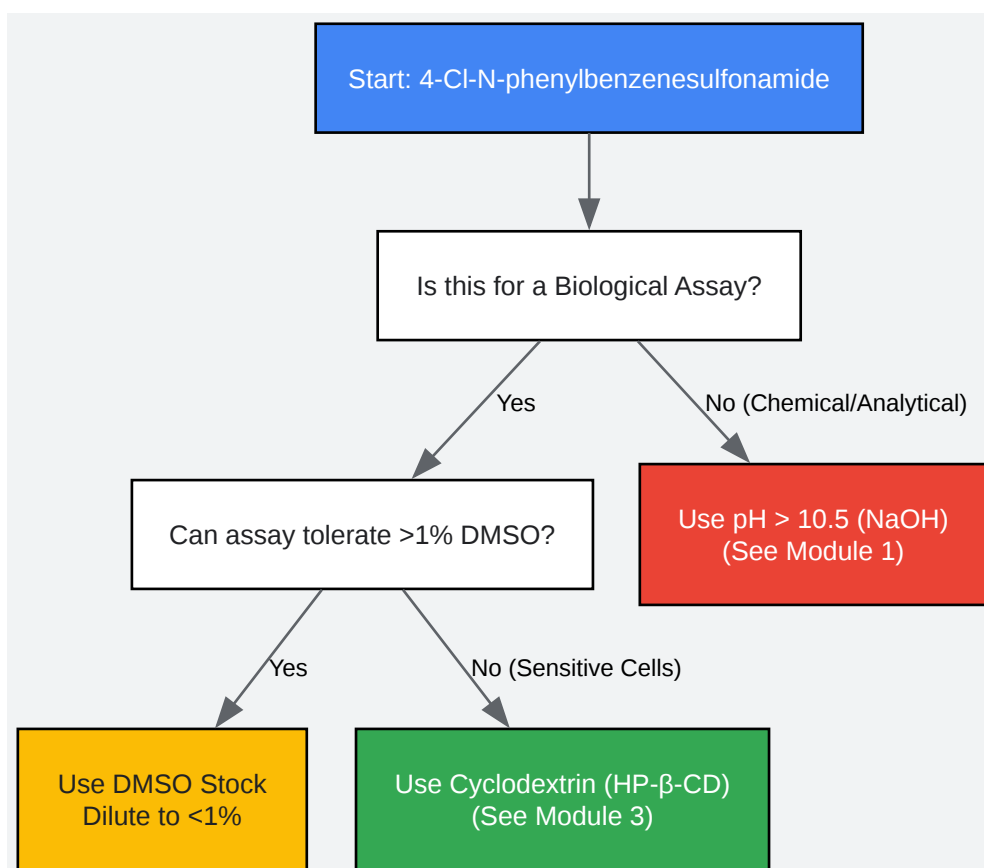 Start: 4-Cl-N-phenylbenzenesulfonamide
Is this for a Biological Assay?
Yes
No (Chemical/Analytical)
Can assay tolerate >1% DMSO?
Use pH > 10.5 (NaOH)
(See Module 1)
Yes
No (Sensitive Cells)
Use DMSO Stock
Dilute to <1%
Use Cyclodextrin (HP-β-CD)
(See Module 3)